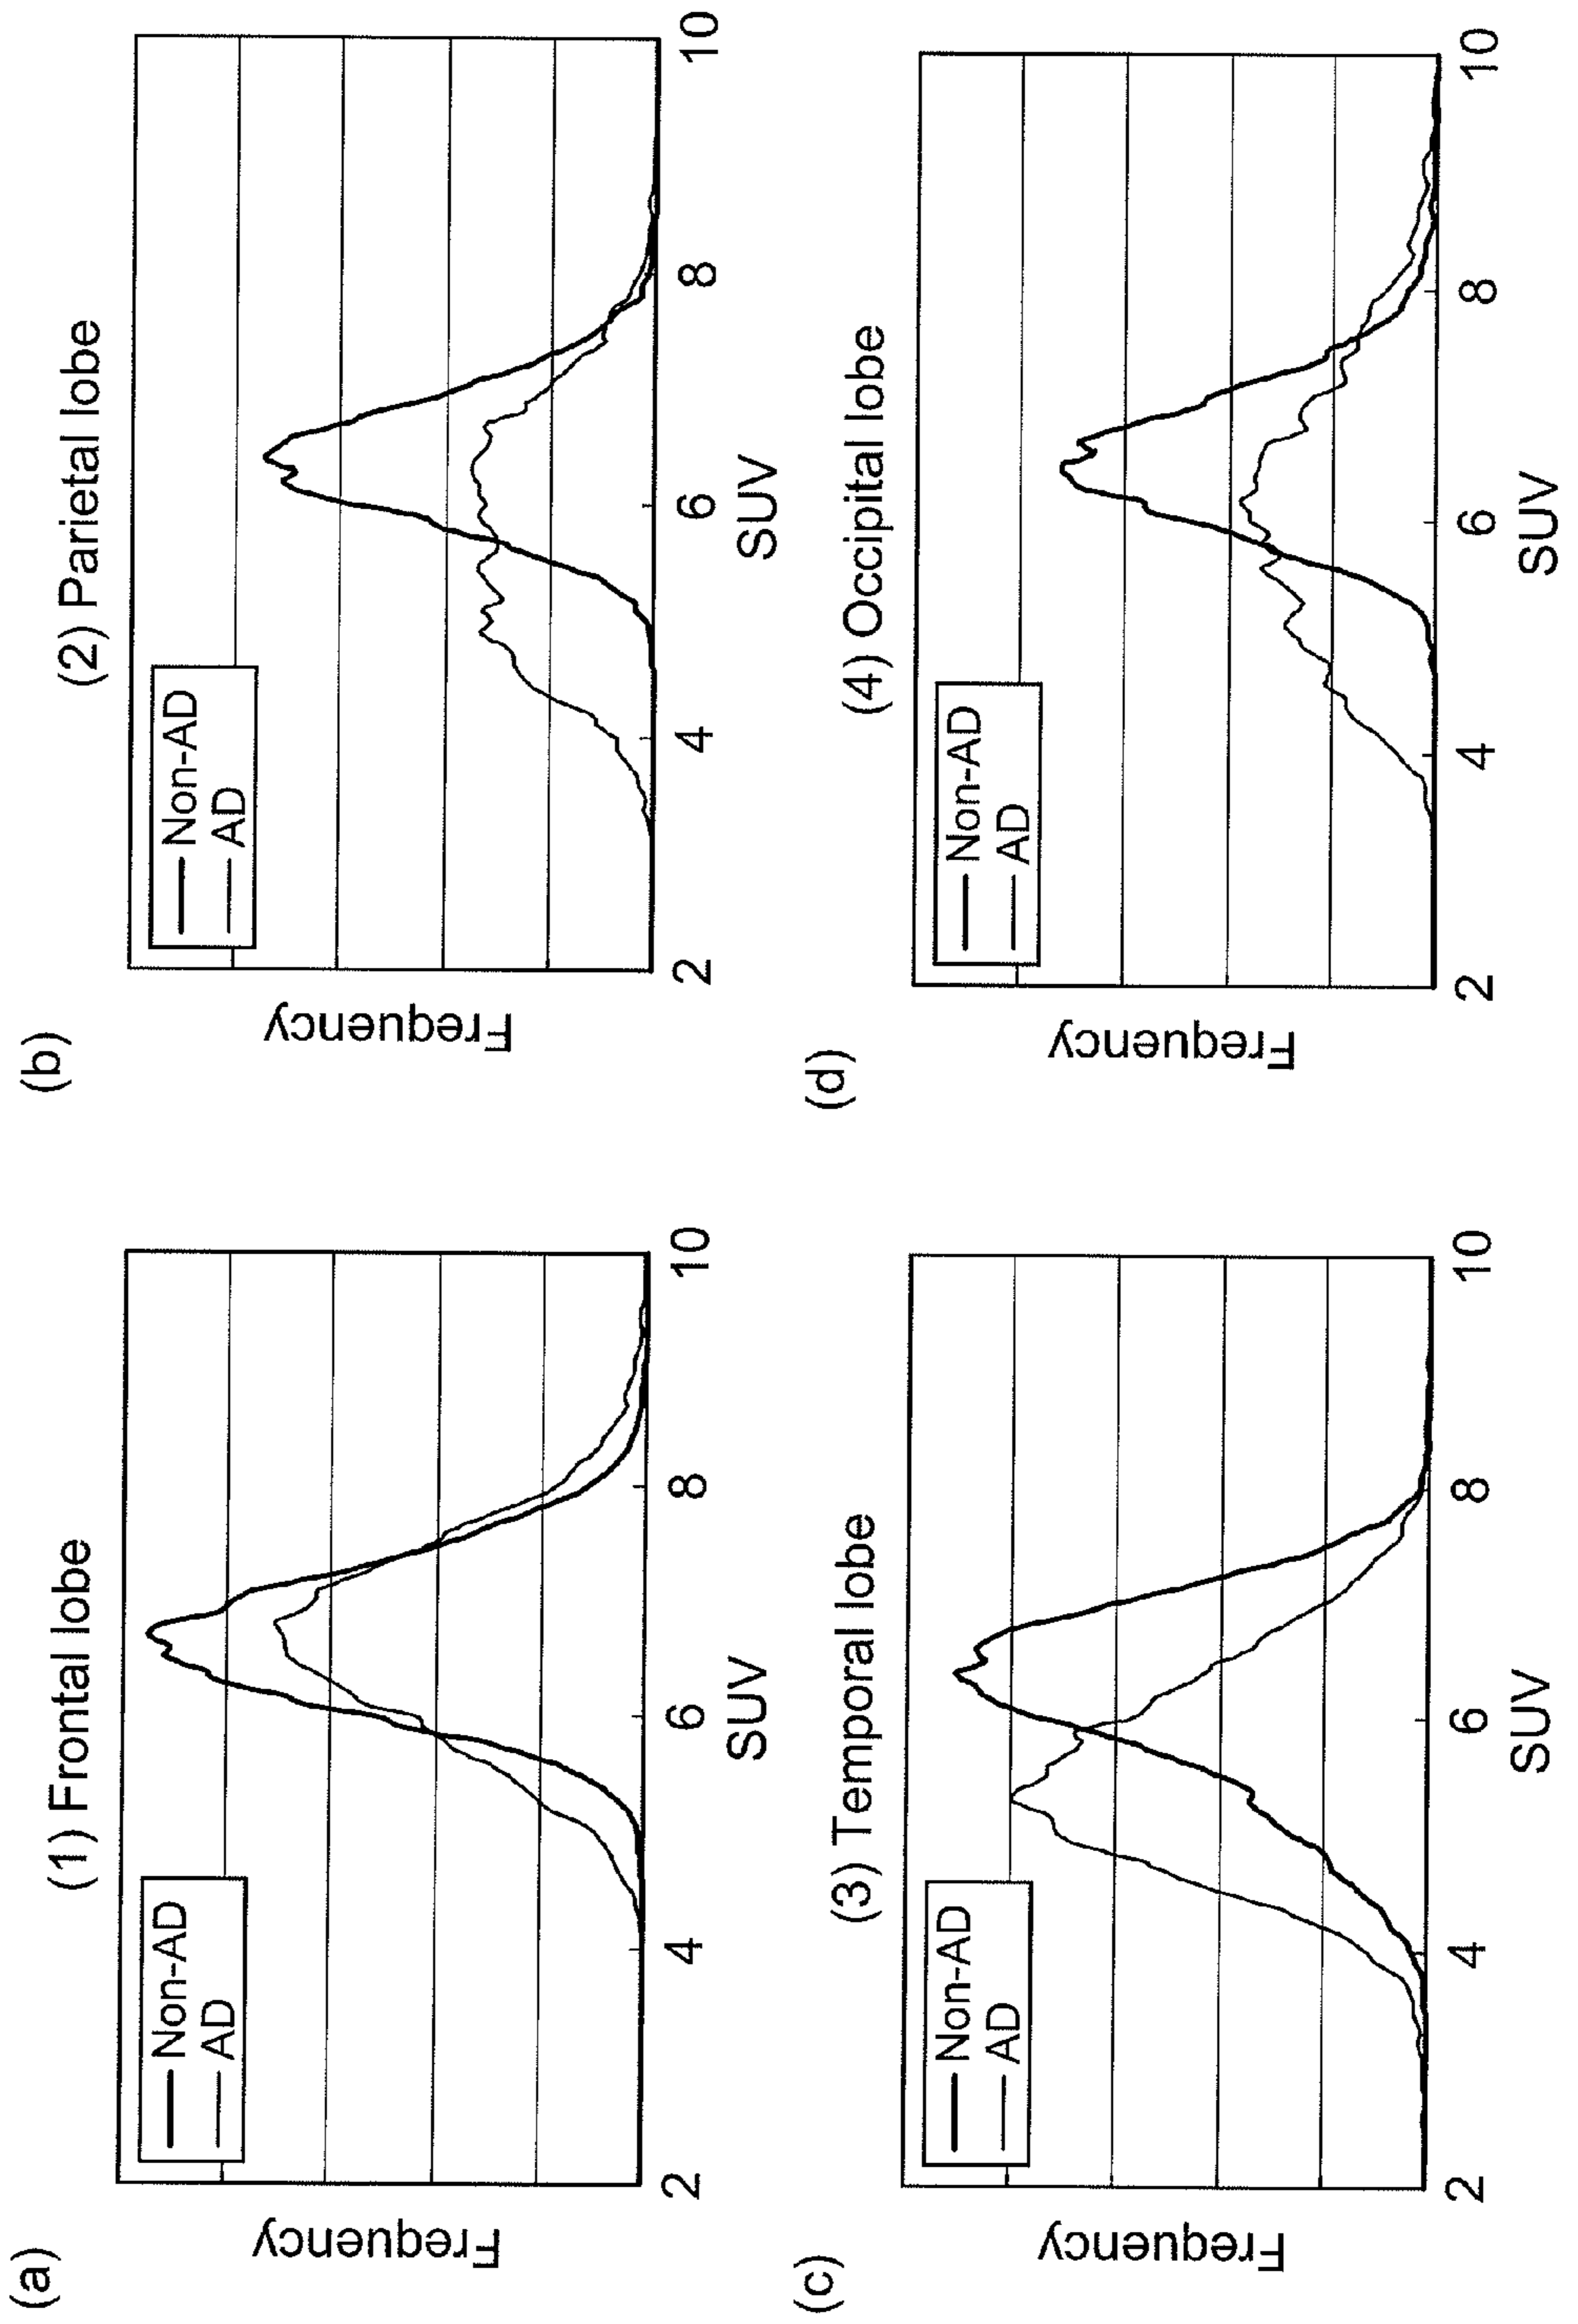 (a)
(1) Frontal lobe
Non-AD
AD
Frequency
2
4
6
8
10
SUV
(b)
(2) Parietal lobe
Non-AD
AD
Frequency
2
4
6
8
10
SUV
(c)
(3) Temporal lobe
Non-AD
AD
Frequency
2
4
6
8
10
SUV
(d)
(4) Occipital lobe
Non-AD
AD
Frequency
2
4
6
8
10
SUV